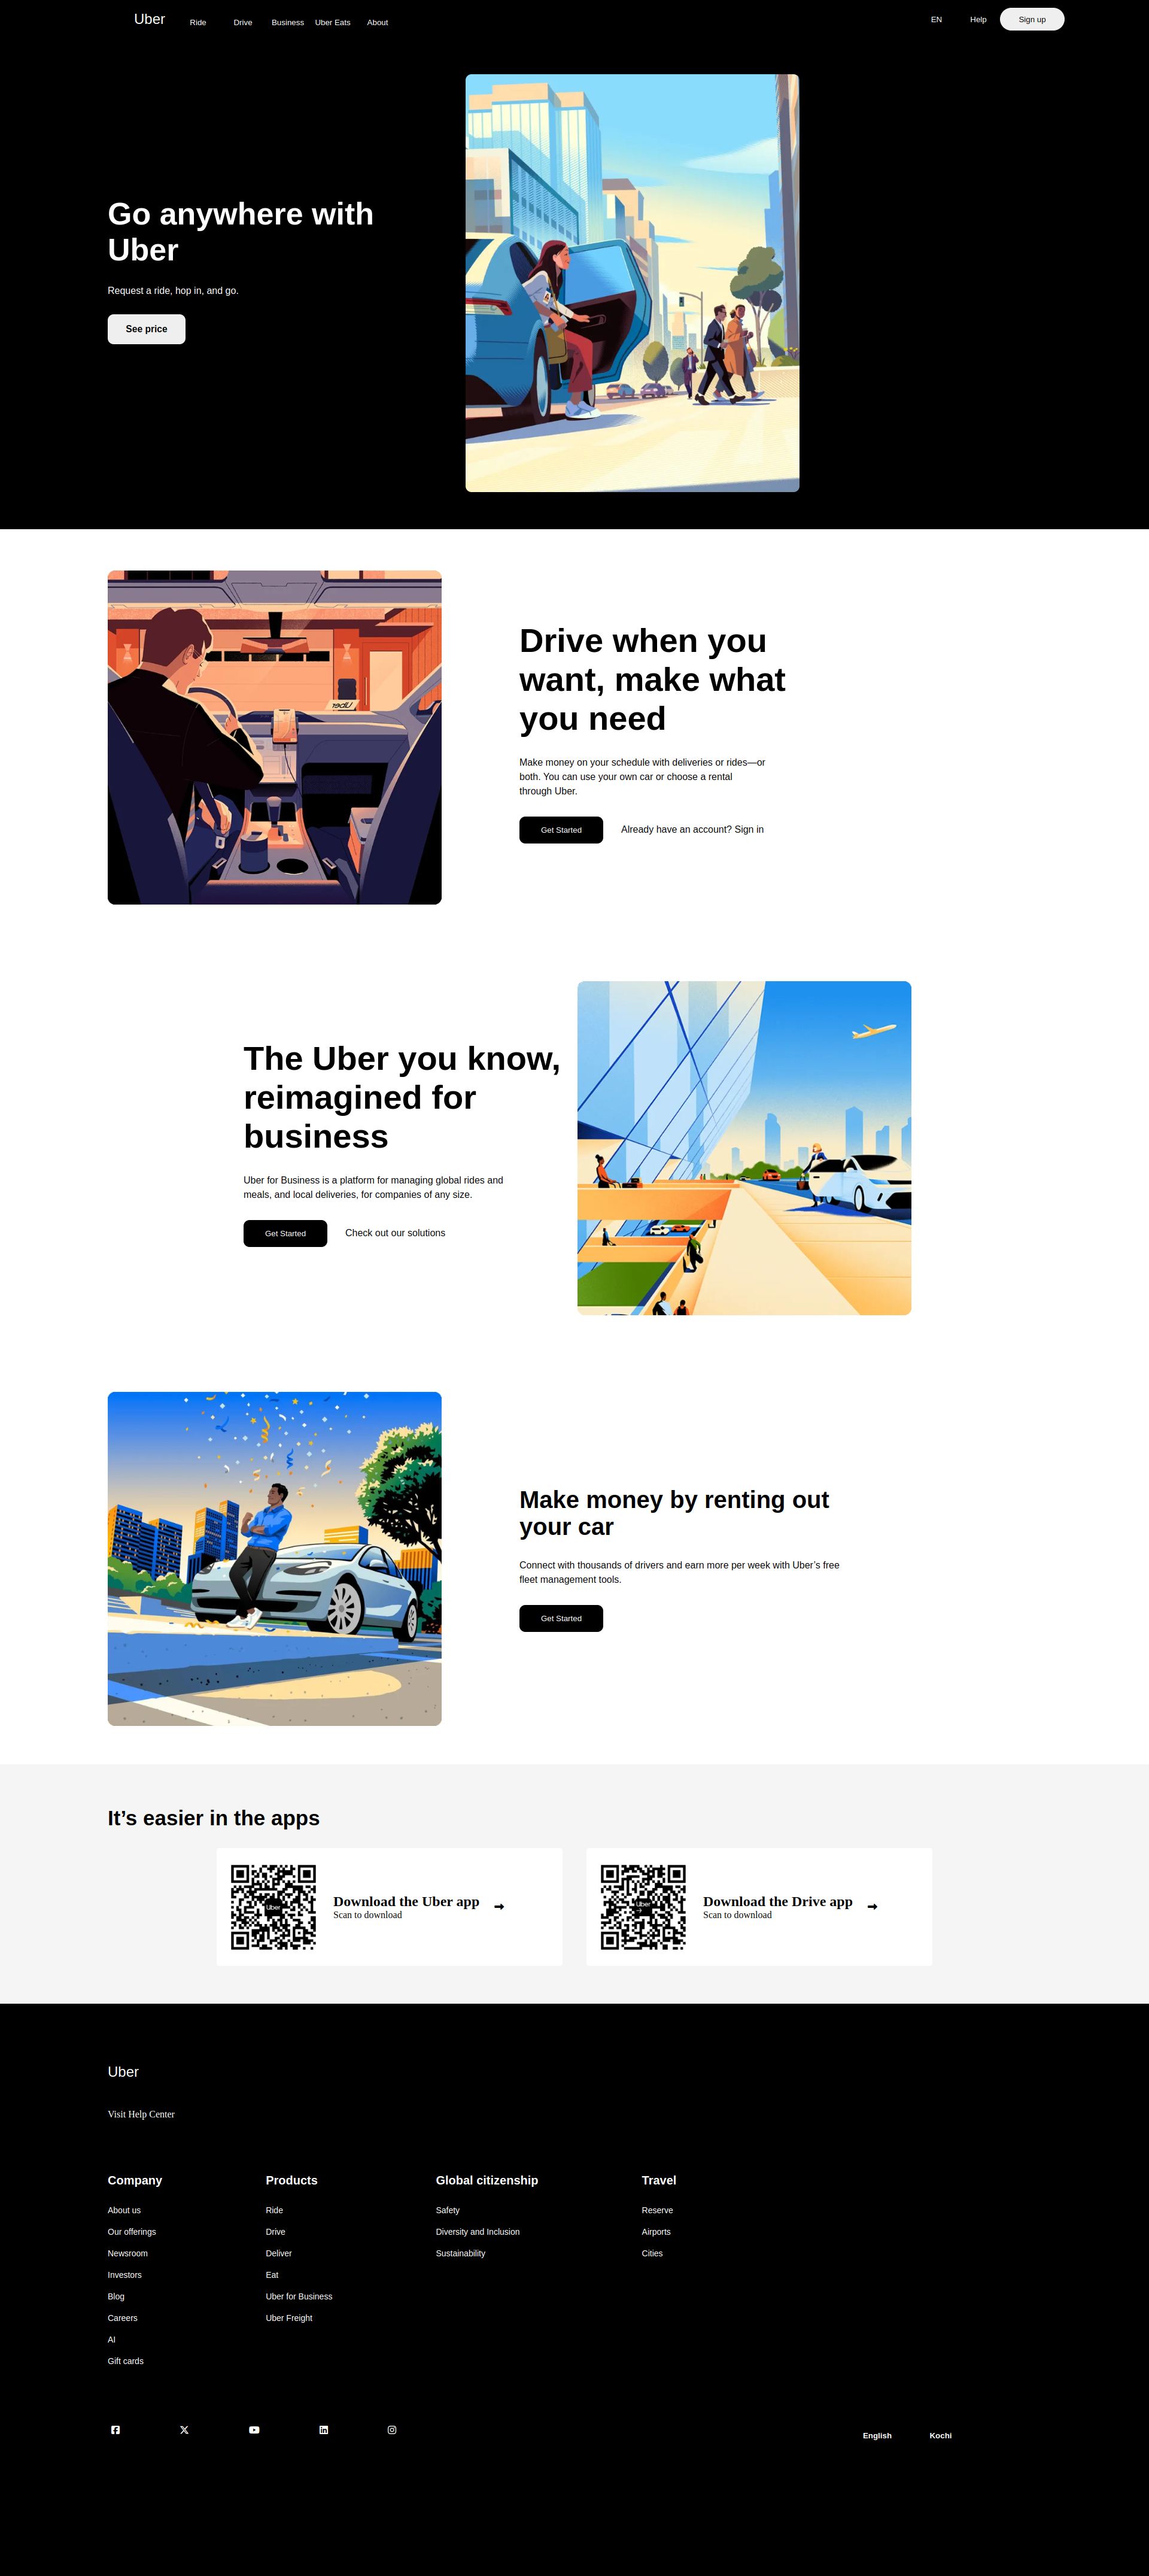 Uber Ride Drive Business Uber Eats About EN Help Sign up
Go anywhere with
Uber
Request a ride, hop in, and go.
See price
Uber
Drive when you
want, make what
you need
Make money on your schedule with deliveries or rides—or
both. You can use your own car or choose a rental
through Uber.
Get Started Already have an account? Sign in
The Uber you know,
reimagined for
business
Uber for Business is a platform for managing global rides and
meals, and local deliveries, for companies of any size.
Get Started Check out our solutions
Make money by renting out
your car
Connect with thousands of drivers and earn more per week with Uber’s free
fleet management tools.
Get Started
It’s easier in the apps
Uber
Download the Uber app
Scan to download
Uber
Download the Drive app
Scan to download
Uber
Visit Help Center
Company
About us
Our offerings
Newsroom
Investors
Blog
Careers
AI
Gift cards
Products
Ride
Drive
Deliver
Eat
Uber for Business
Uber Freight
Global citizenship
Safety
Diversity and Inclusion
Sustainability
Travel
Reserve
Airports
Cities
English Kochi